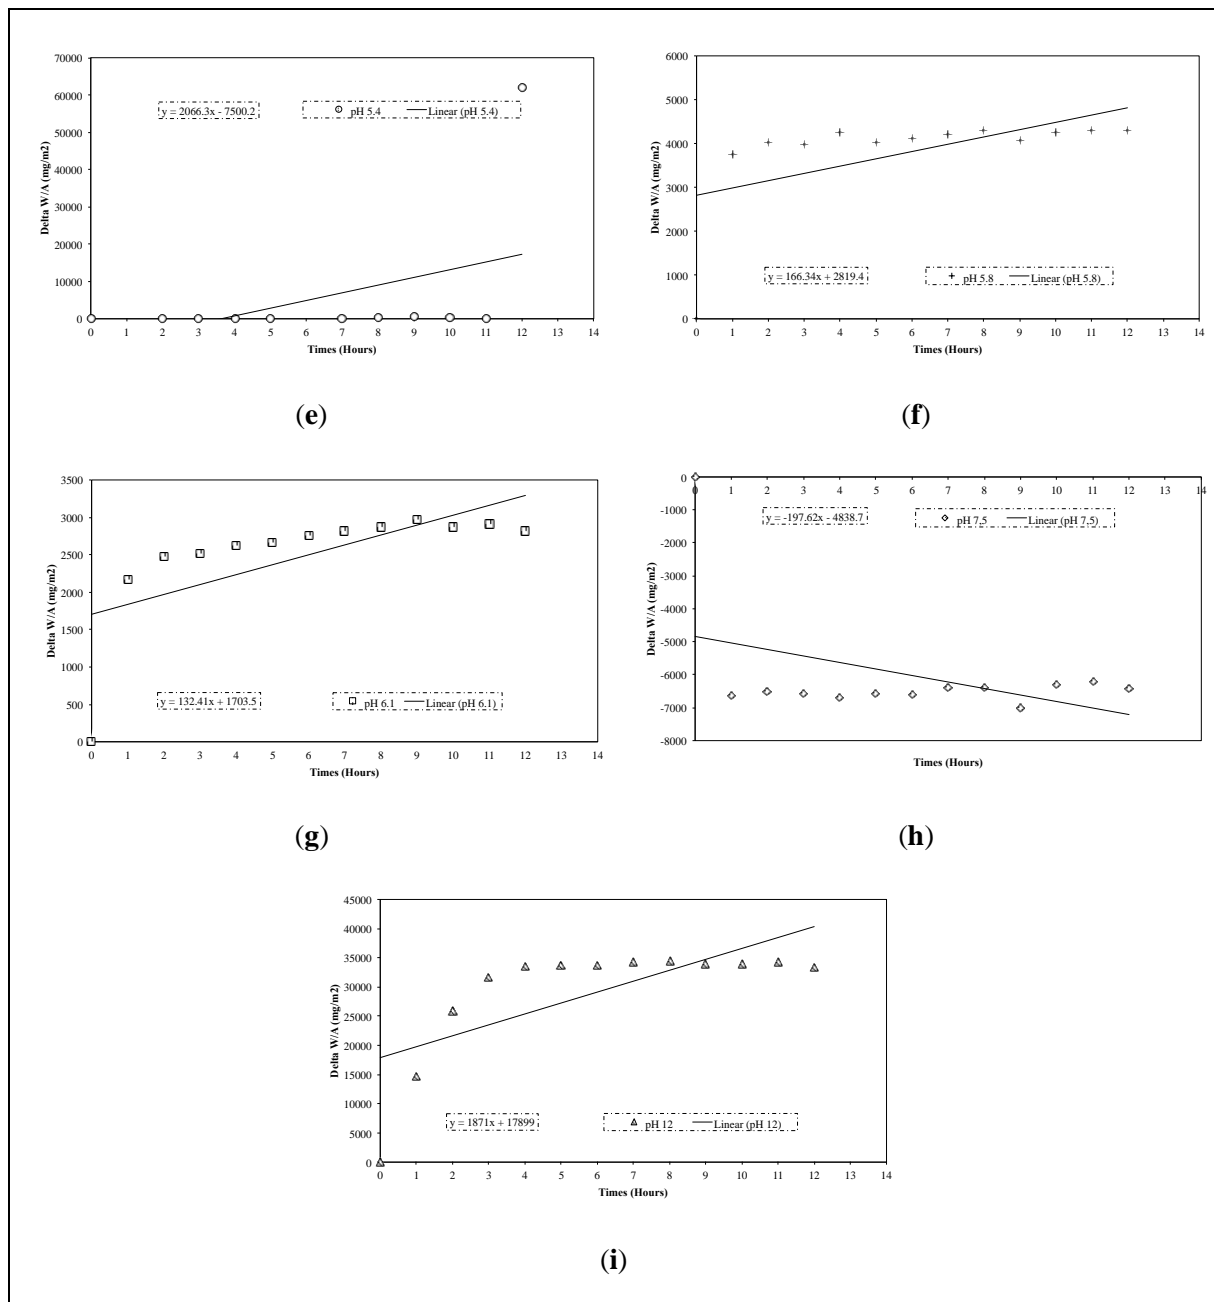 70000
60000
50000
40000
30000
20000
10000
0
Delta W/A (mg/m2)
y = 2066.3x - 7500.2
pH 5.4 Linear (pH 5.4)
0 1 2 3 4 5 6 7 8 9 10 11 12 13 14
Times (Hours)
(e)
6000
5000
4000
3000
2000
1000
0
Delta W/A (mg/m2)
y = 166.34x + 2819.4
pH 5.8 Linear (pH 5.8)
0 1 2 3 4 5 6 7 8 9 10 11 12 13 14
Times (Hours)
(f)
3500
3000
2500
2000
1500
1000
500
0
Delta W/A (mg/m2)
y = 132.41x + 1703.5
pH 6.1 Linear (pH 6.1)
0 1 2 3 4 5 6 7 8 9 10 11 12 13 14
Times (Hours)
(g)
0
-1000
-2000
-3000
-4000
-5000
-6000
-7000
-8000
Delta W/A (mg/m2)
0 1 2 3 4 5 6 7 8 9 10 11 12 13 14
y = -197.62x - 4838.7
pH 7,5 Linear (pH 7,5)
Times (Hours)
(h)
45000
40000
35000
30000
25000
20000
15000
10000
5000
0
Delta W/A (mg/m2)
y = 1871x + 17899
pH 12 Linear (pH 12)
0 1 2 3 4 5 6 7 8 9 10 11 12 13 14
Times (Hours)
(i)